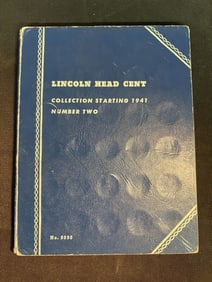 LINCOLN HEAD CENT
COLLECTION STARTING 1941
NUMBER TWO
No. 9030